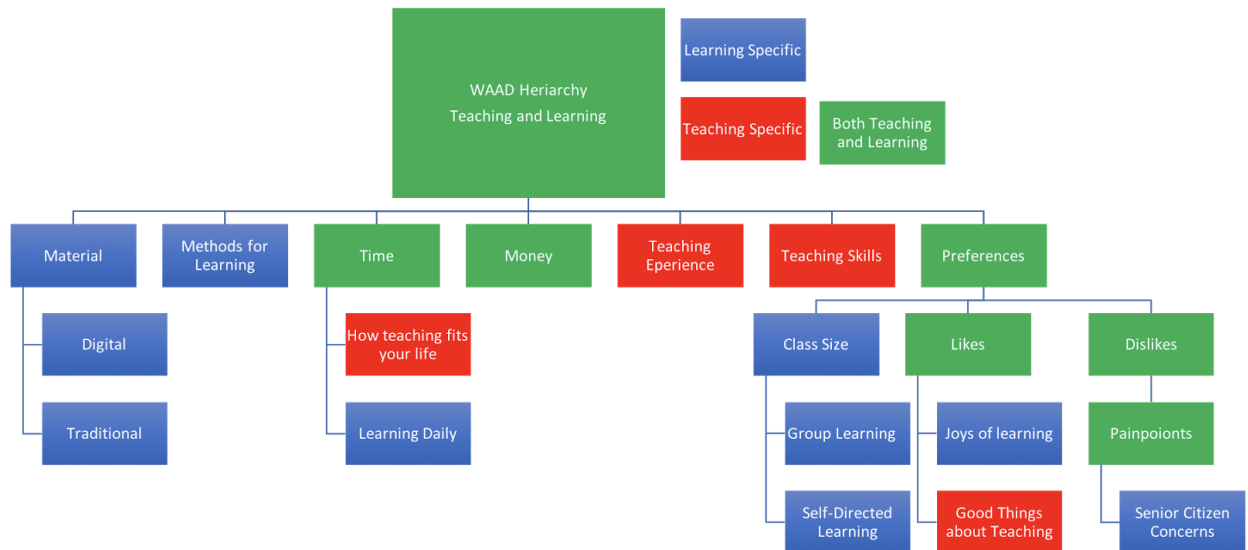 WAAD Heriarchy
Teaching and Learning
Learning Specific
Teaching Specific
Both Teaching
and Learning
Material
Methods for
Learning
Time
Money
Teaching
Eperience
Teaching Skills
Preferences
Digital
Traditional
How teaching fits
your life
Learning Daily
Class Size
Likes
Dislikes
Group Learning
Joys of learning
Painpoionts
Self-Directed
Learning
Good Things
about Teaching
Senior Citizen
Concerns